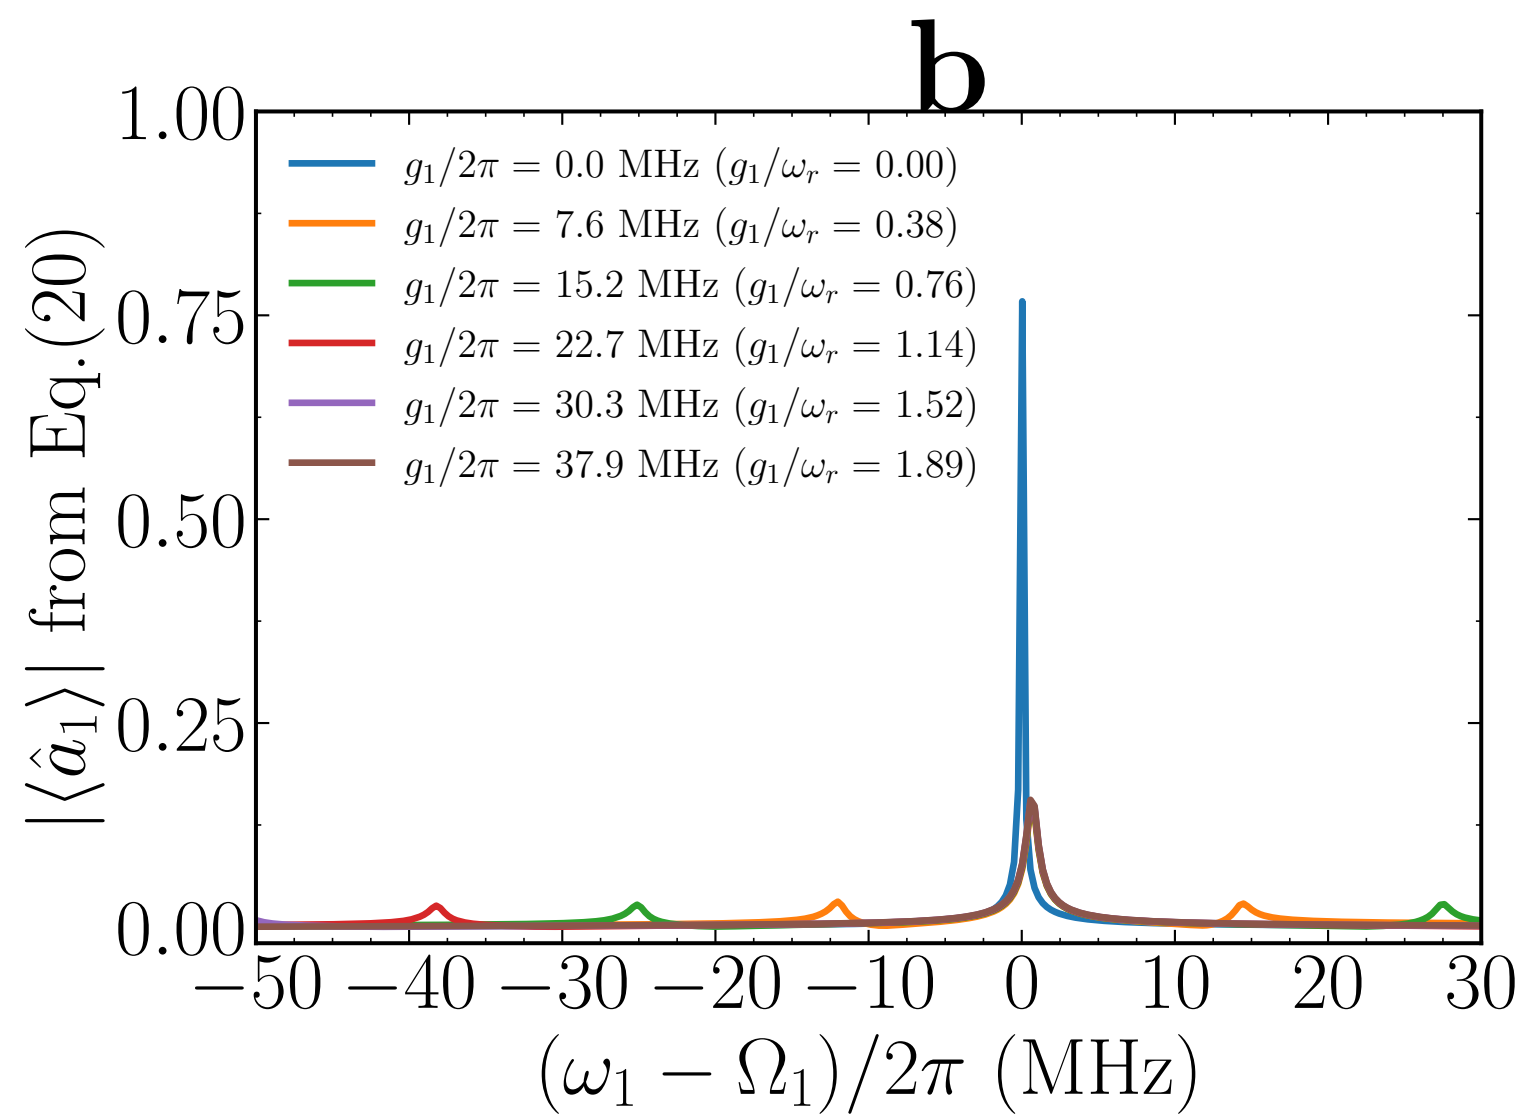 b
1.00
0.75
0.50
0.25
0.00
|⟨â₁⟩| from Eq.(20)
g₁/2π = 0.0 MHz (g₁/ωᵣ = 0.00)
g₁/2π = 7.6 MHz (g₁/ωᵣ = 0.38)
g₁/2π = 15.2 MHz (g₁/ωᵣ = 0.76)
g₁/2π = 22.7 MHz (g₁/ωᵣ = 1.14)
g₁/2π = 30.3 MHz (g₁/ωᵣ = 1.52)
g₁/2π = 37.9 MHz (g₁/ωᵣ = 1.89)
−50 −40 −30 −20 −10 0 10 20 30
(ω₁ − Ω₁)/2π (MHz)